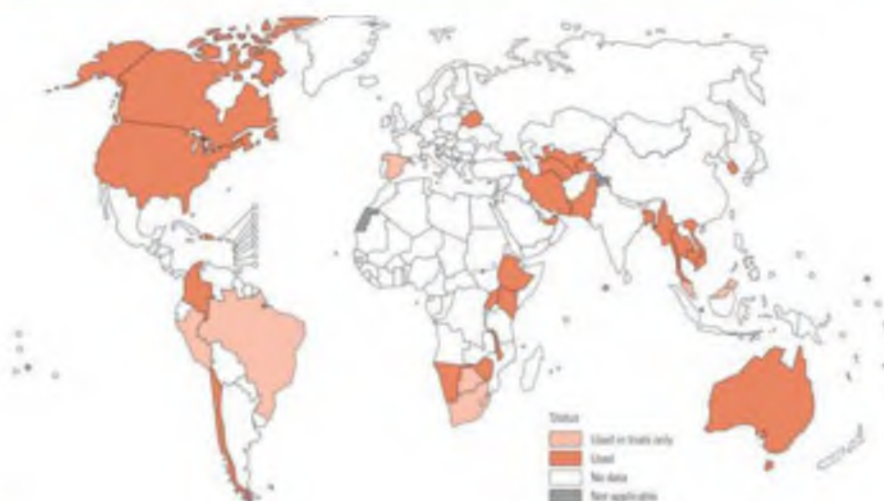 Status
Used in trials only
Used
No data
Not applicable